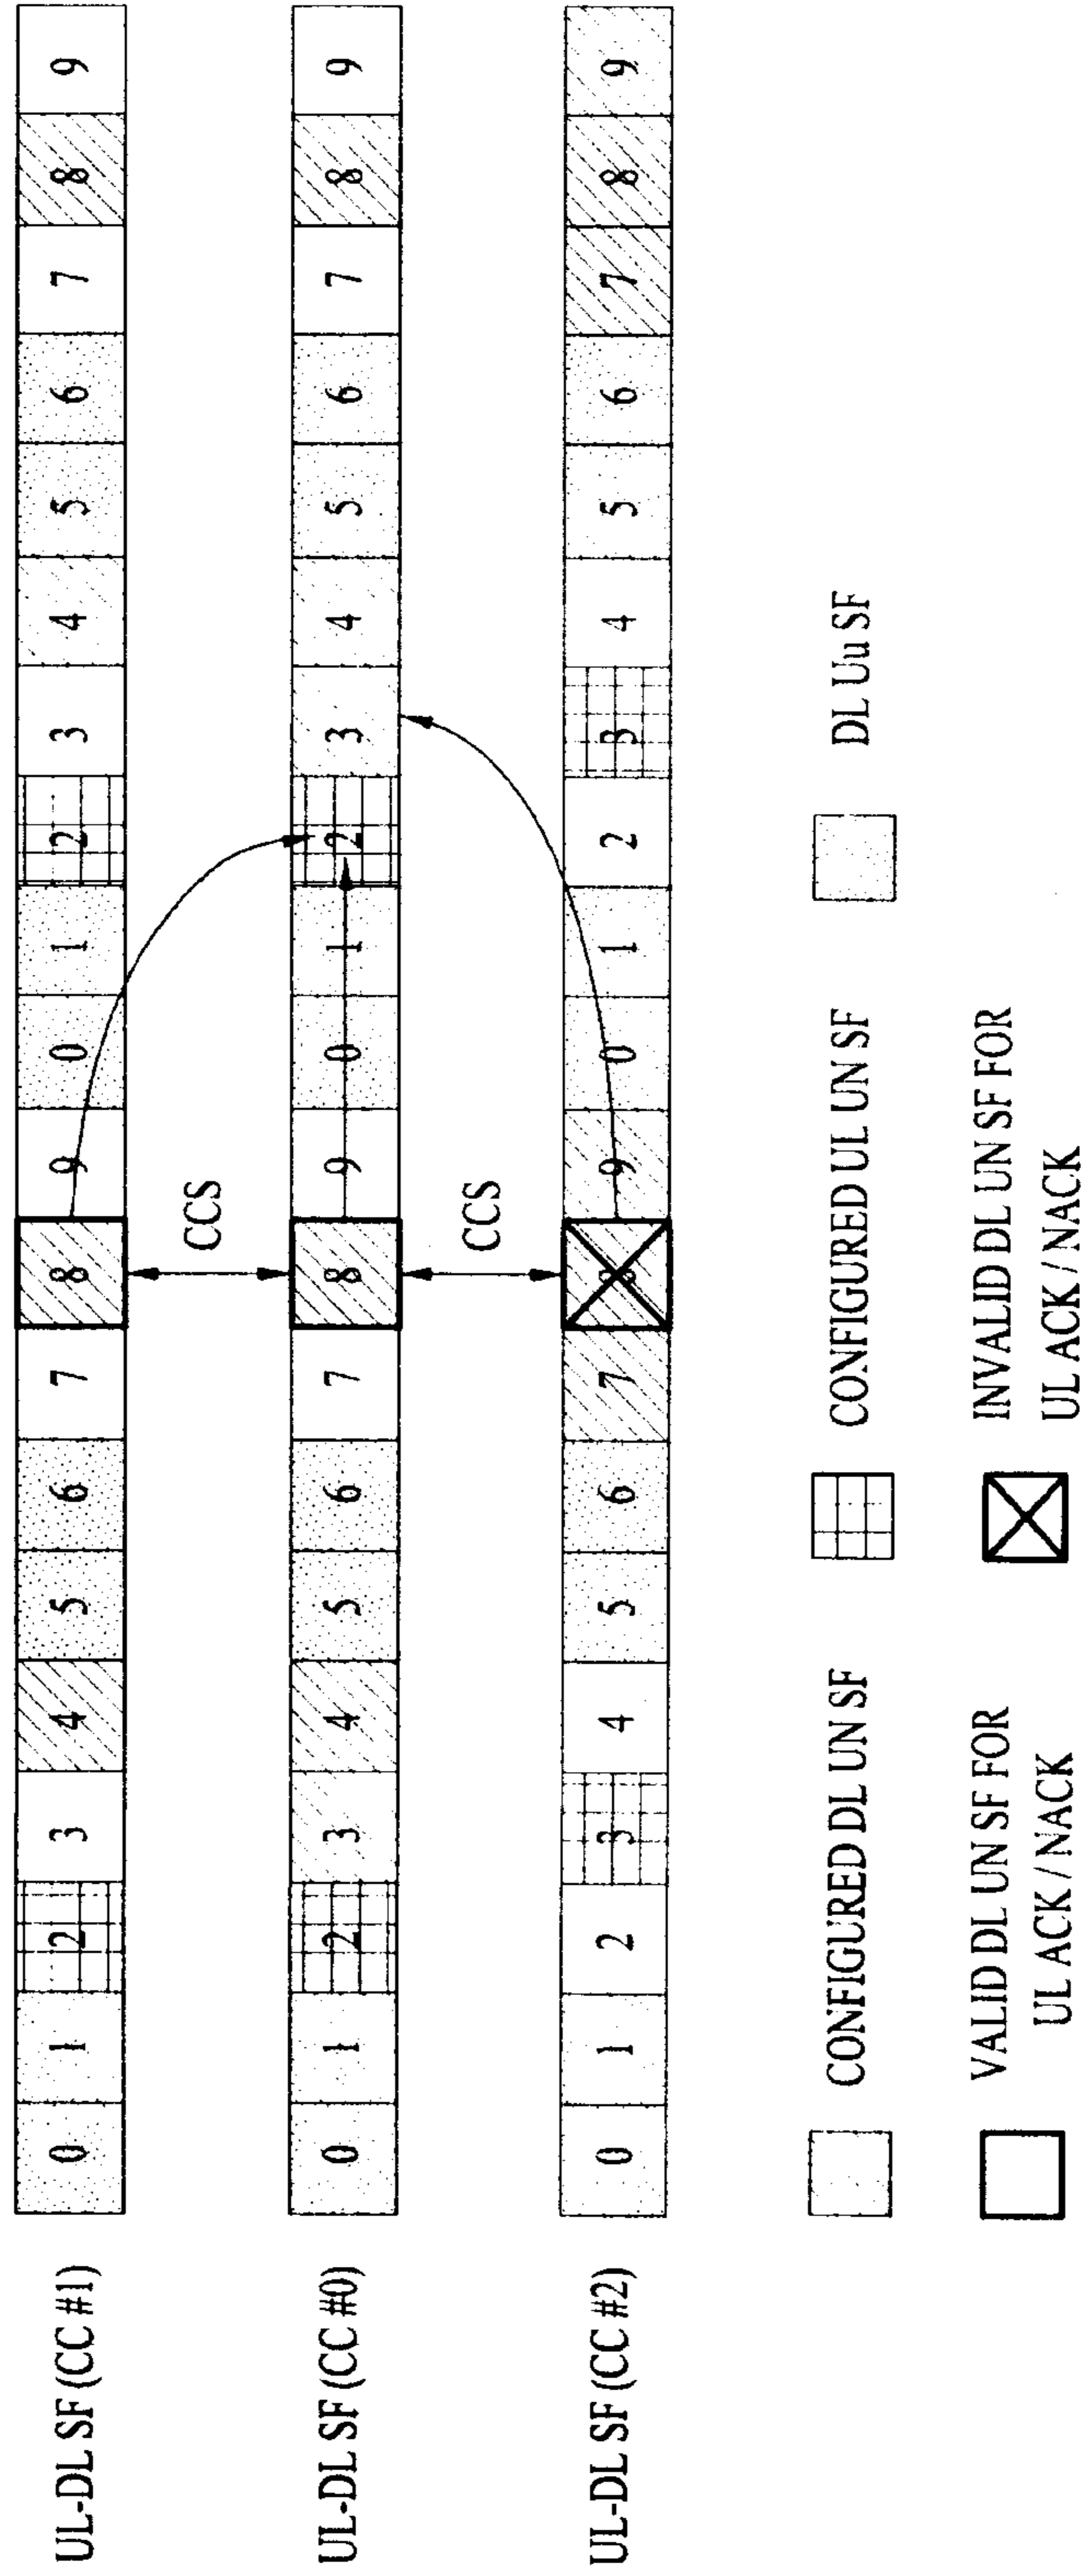 UL-DL SF (CC #1)
0 1 2 3 4 5 6 7 8 9 0 1 2 3 4 5 6 7 8 9
CCS
UL-DL SF (CC #0)
0 1 2 3 4 5 6 7 8 9 0 1 2 3 4 5 6 7 8 9
CCS
UL-DL SF (CC #2)
0 1 2 3 4 5 6 7 8 9 0 1 2 3 4 5 6 7 8 9
CONFIGURED DL UN SF
CONFIGURED UL UN SF
DL Uu SF
VALID DL UN SF FOR
UL ACK / NACK
INVALID DL UN SF FOR
UL ACK / NACK